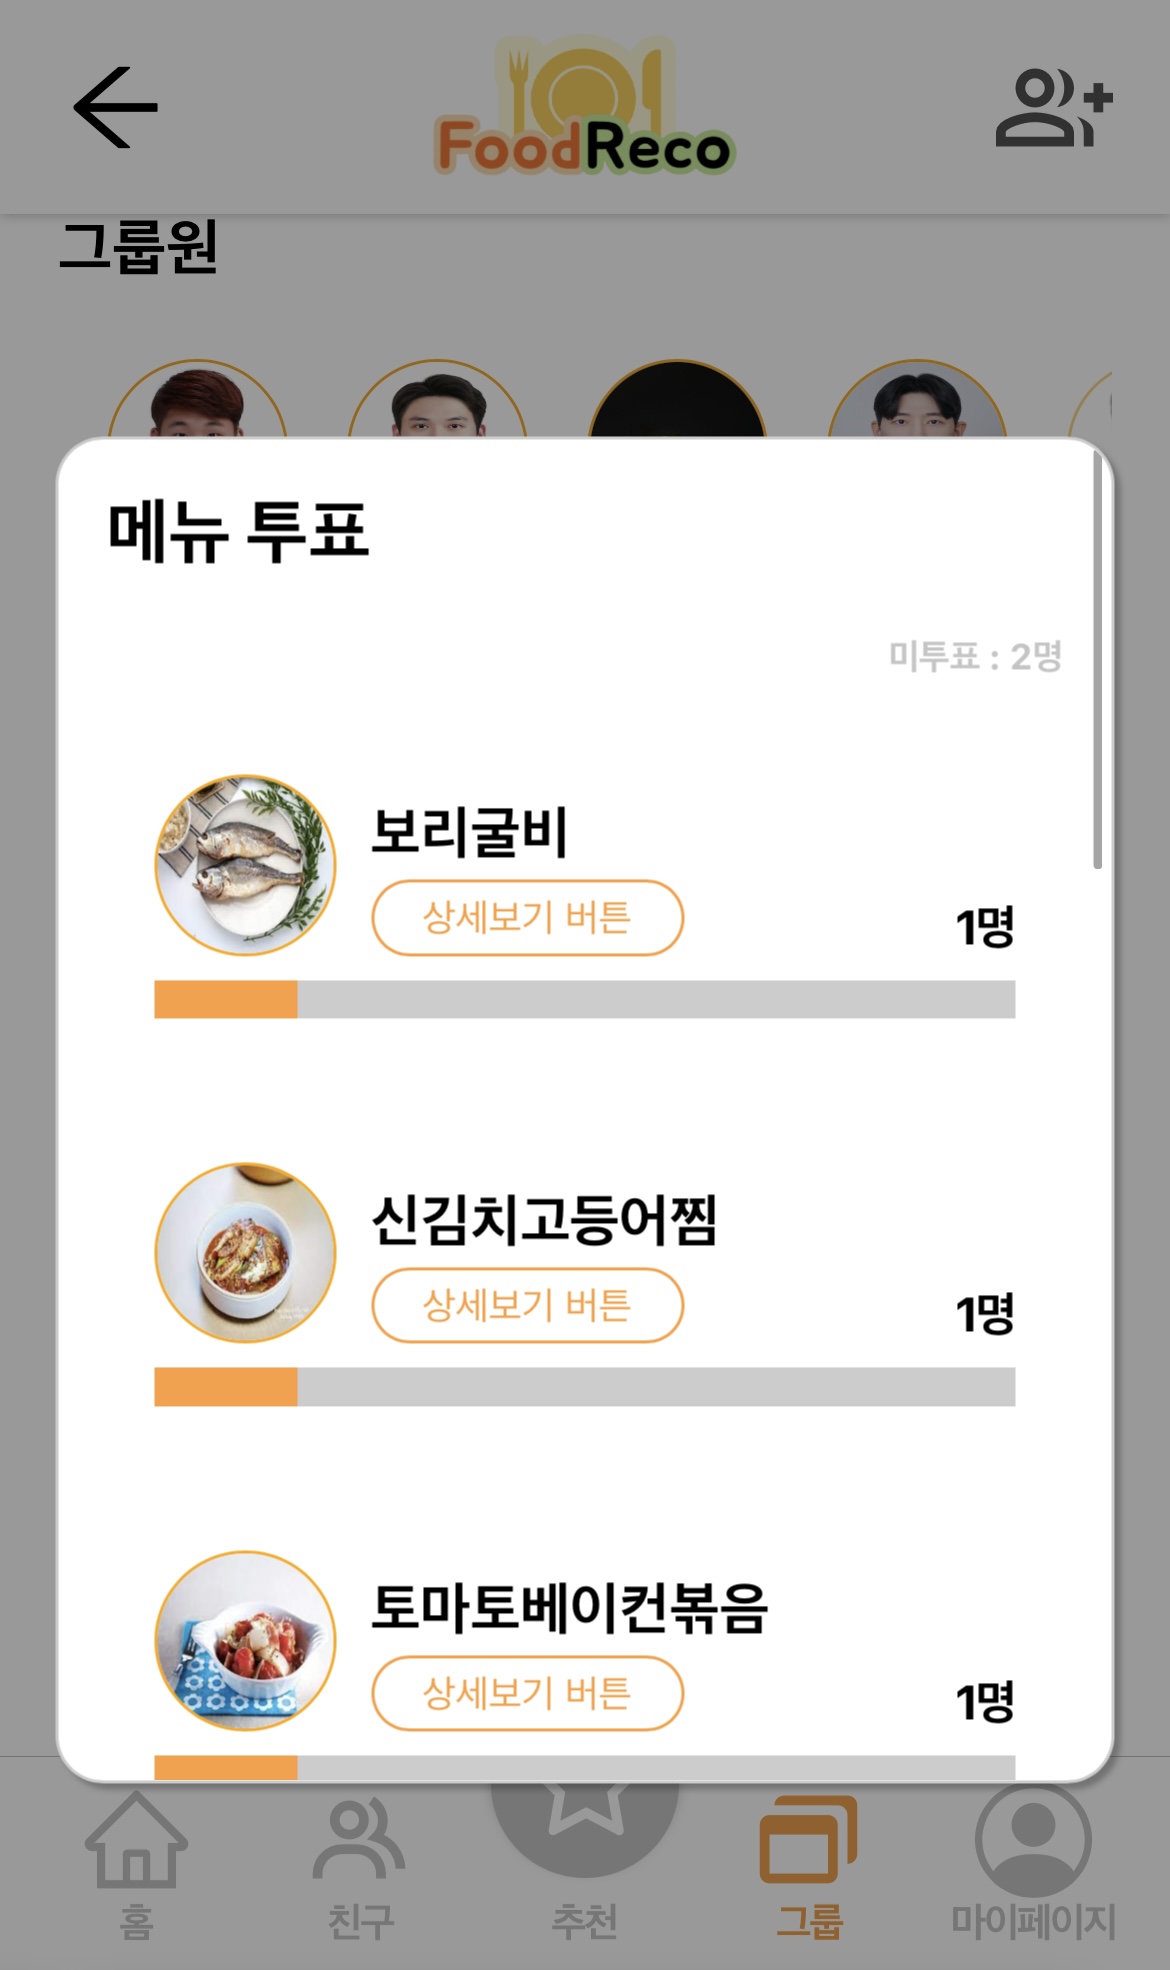 FoodReco
그룹원
메뉴 투표
미투표 : 2명
보리굴비
상세보기 버튼
1명
신김치고등어찜
상세보기 버튼
1명
토마토베이컨볶음
상세보기 버튼
1명
홈
친구
추천
그룹
마이페이지